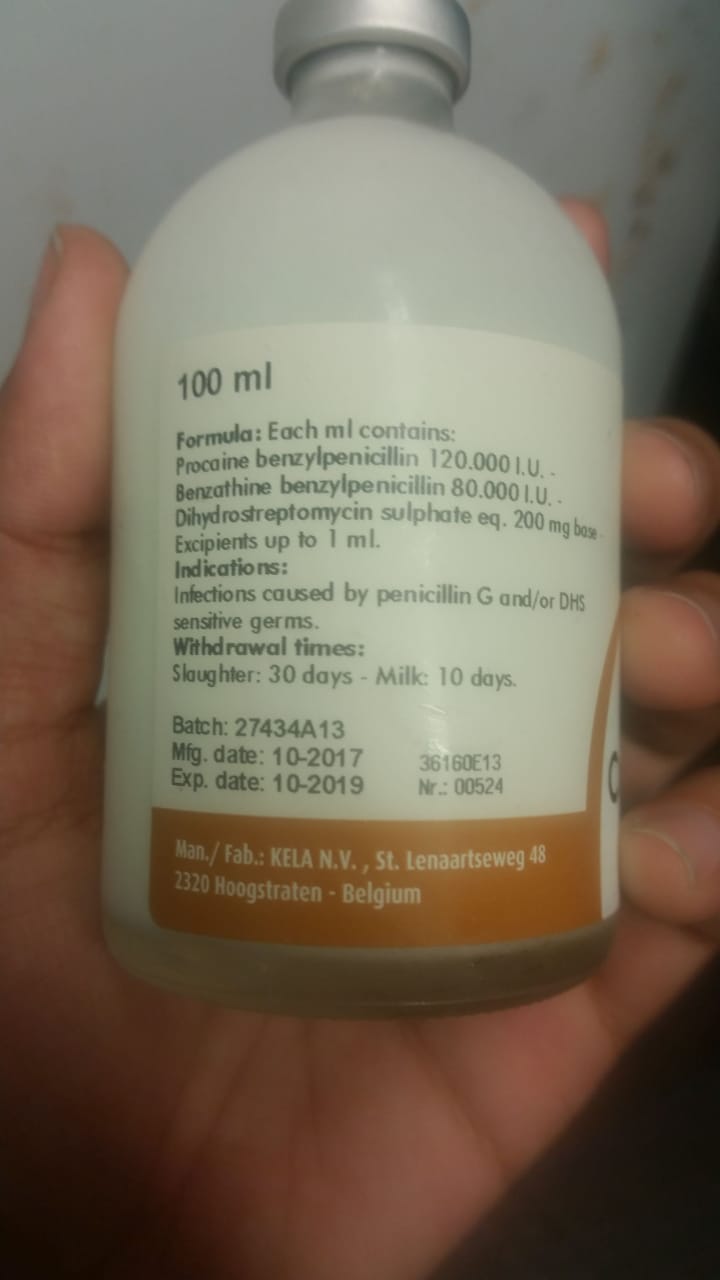 100 ml
Formula: Each ml contains:
Procaine benzylpenicillin 120.000 I.U. -
Benzathine benzylpenicillin 80.000 I.U. -
Dihydrostreptomycin sulphate eq. 200 mg base -
Excipients up to 1 ml.
Indications:
Infections caused by penicillin G and/or DHS
sensitive germs.
Withdrawal times:
Slaughter: 30 days - Milk: 10 days.
Batch: 27434A13
Mfg. date: 10-2017 36160E13
Exp. date: 10-2019 Nr.: 00524
Man./ Fab.: KELA N.V. , St. Lenaartseweg 48
2320 Hoogstraten - Belgium